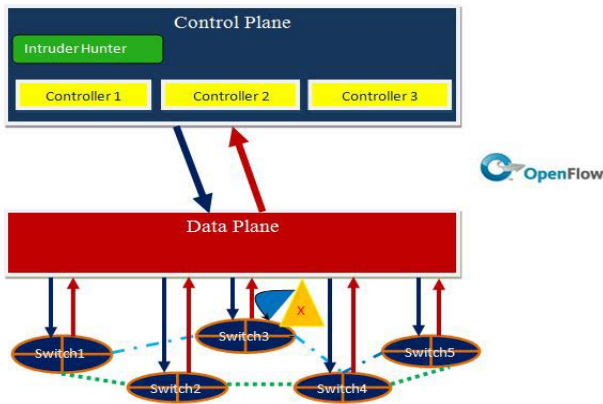 Control Plane
Intruder Hunter
Controller 1
Controller 2
Controller 3
OpenFlow
Data Plane
X
Switch3
Switch1
Switch5
Switch2
Switch4